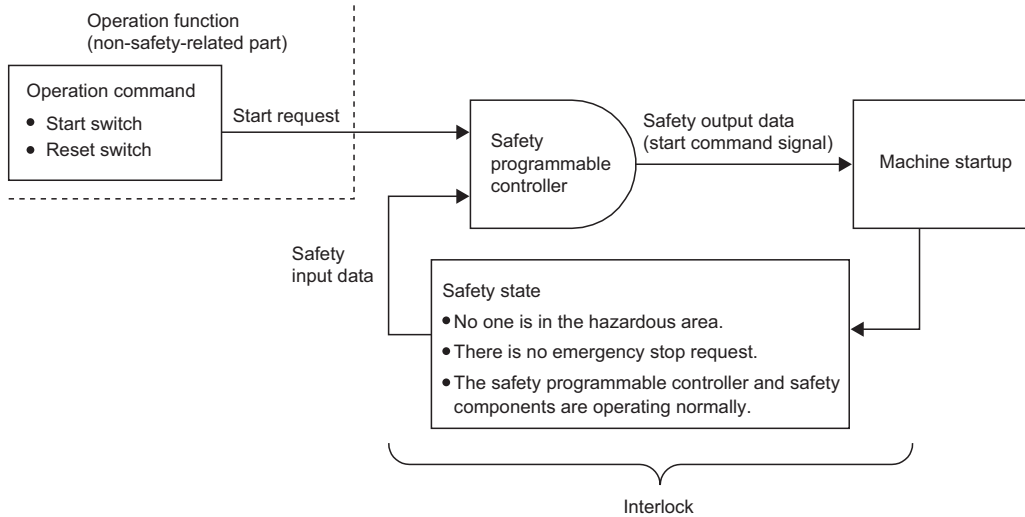 Operation function
(non-safety-related part)
Operation command
● Start switch
● Reset switch
Start request
Safety
programmable
controller
Safety output data
(start command signal)
Machine startup
Safety
input data
Safety state
● No one is in the hazardous area.
● There is no emergency stop request.
● The safety programmable controller and safety
components are operating normally.
Interlock